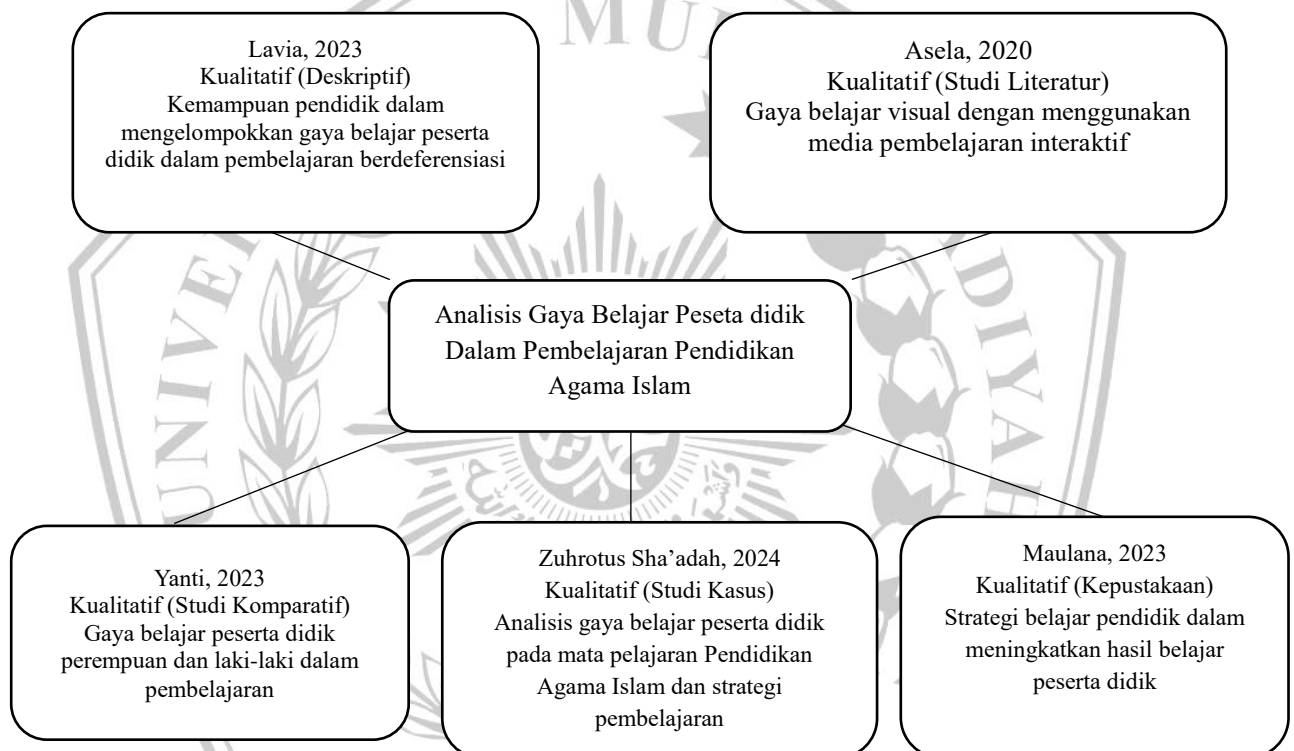 Lavia, 2023
Kualitatif (Deskriptif)
Kemampuan pendidik dalam
mengelompokkan gaya belajar peserta
didik dalam pembelajaran berdeferensiasi
Asela, 2020
Kualitatif (Studi Literatur)
Gaya belajar visual dengan menggunakan
media pembelajaran interaktif
Analisis Gaya Belajar Peseta didik
Dalam Pembelajaran Pendidikan
Agama Islam
Yanti, 2023
Kualitatif (Studi Komparatif)
Gaya belajar peserta didik
perempuan dan laki-laki dalam
pembelajaran
Zuhrotus Sha’adah, 2024
Kualitatif (Studi Kasus)
Analisis gaya belajar peserta didik
pada mata pelajaran Pendidikan
Agama Islam dan strategi
pembelajaran
Maulana, 2023
Kualitatif (Kepustakaan)
Strategi belajar pendidik dalam
meningkatkan hasil belajar
peserta didik
UNIVE
MU
DIYAH